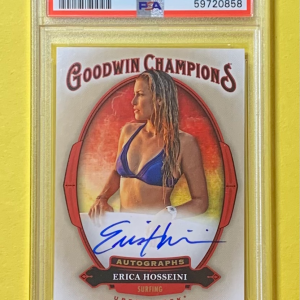 PSA
59720858
GOODWIN CHAMPIONS
AUTOGRAPHS
ERICA HOSSEINI
SURFING